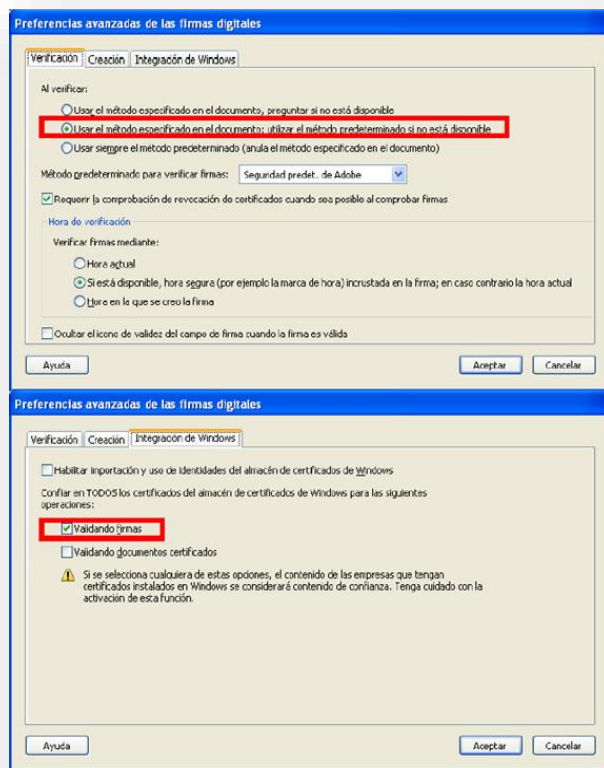 Preferencias avanzadas de las firmas digitales
Verificación Creación Integración de Windows
Al verificar:
Usar el método especificado en el documento, preguntar si no está disponible
Usar el método especificado en el documento; utilizar el método predeterminado si no está disponible
Usar siempre el método predeterminado (anula el método especificado en el documento)
Método predeterminado para verificar firmas: Seguridad predet. de Adobe
Requerir la comprobación de revocación de certificados cuando sea posible al comprobar firmas
Hora de verificación
Verificar firmas mediante:
Hora actual
Si está disponible, hora segura (por ejemplo la marca de hora) incrustada en la firma; en caso contrario la hora actual
Hora en la que se creo la firma
Ocultar el icono de validez del campo de firma cuando la firma es válida
Ayuda Aceptar Cancelar
Preferencias avanzadas de las firmas digitales
Verificación Creación Integración de Windows
Habilitar importación y uso de identidades del almacén de certificados de Windows
Confiar en TODOS los certificados del almacén de certificados de Windows para las siguientes
operaciones:
Validando firmas
Validando documentos certificados
Si se selecciona cualquiera de estas opciones, el contenido de las empresas que tengan
certificados instalados en Windows se considerará contenido de confianza. Tenga cuidado con la
activación de esta función.
Ayuda Aceptar Cancelar